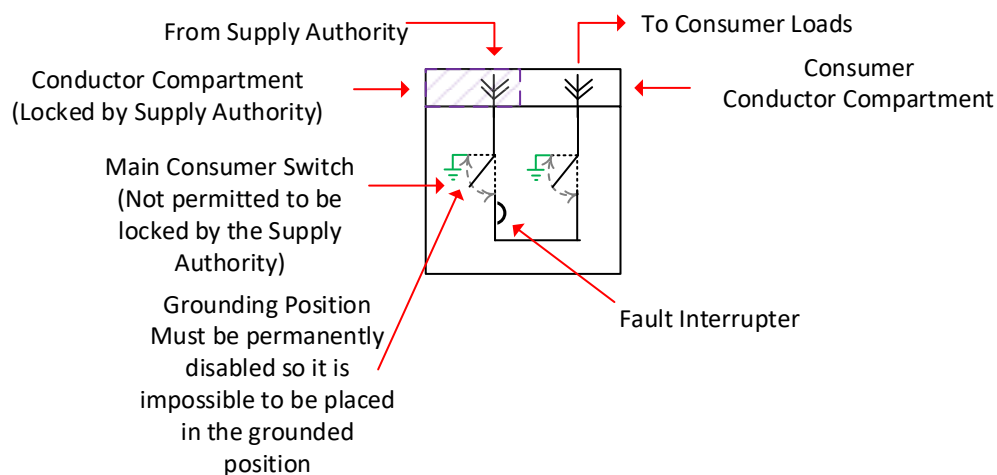 From Supply Authority
To Consumer Loads
Conductor Compartment
(Locked by Supply Authority)
Consumer
Conductor Compartment
Main Consumer Switch
(Not permitted to be
locked by the Supply
Authority)
Grounding Position
Must be permanently
disabled so it is
impossible to be placed
in the grounded
position
Fault Interrupter